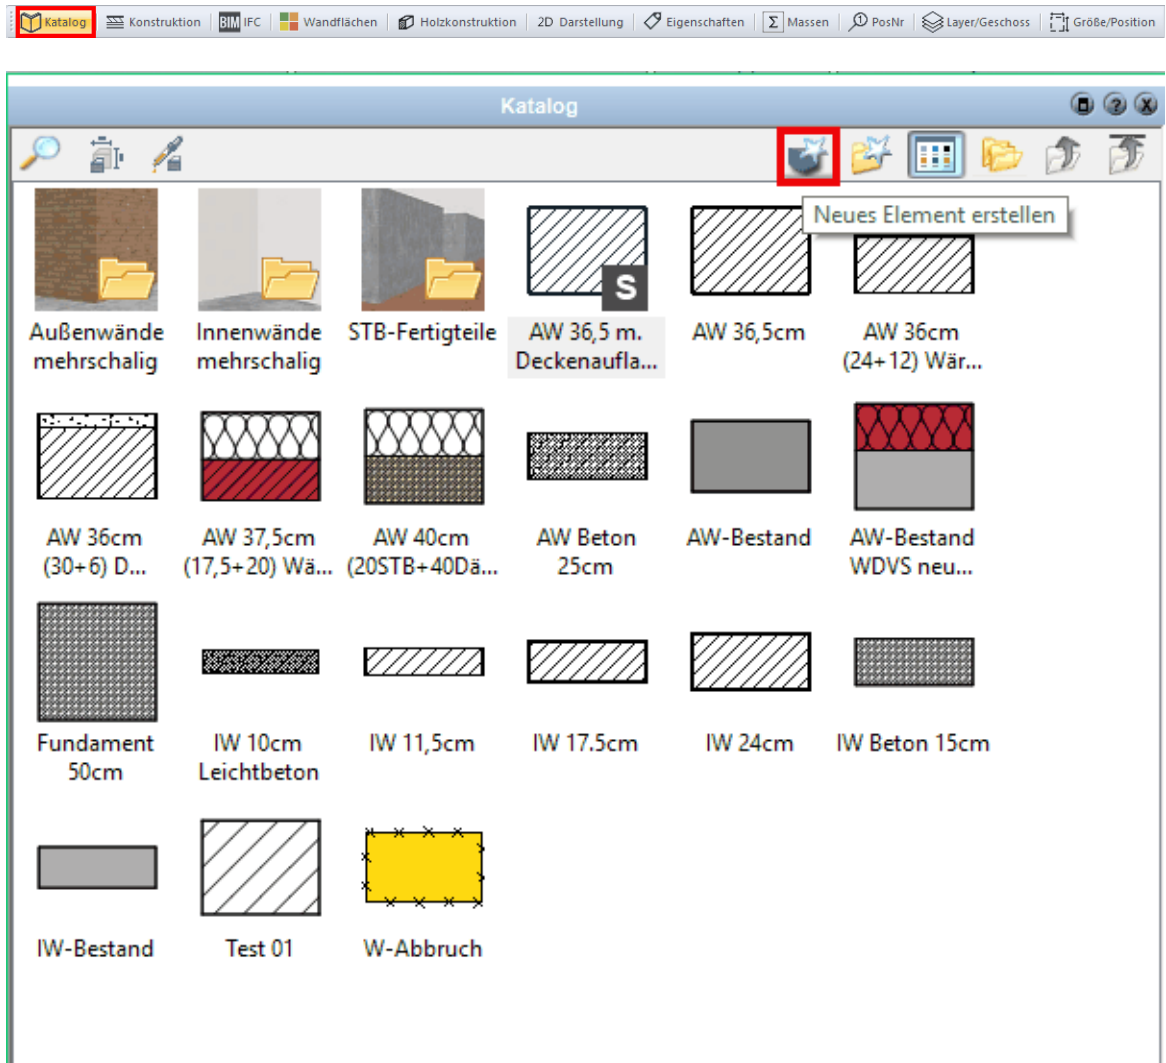 Katalog Konstruktion BIM IFC Wandflächen Holzkonstruktion 2D Darstellung Eigenschaften Σ Massen 1 PosNr Layer/Geschoss Größe/Position
Katalog
Neues Element erstellen
S
Außenwände mehrschalig
Innenwände mehrschalig
STB-Fertigteile
AW 36,5 m. Deckenaufla...
AW 36,5cm
AW 36cm (24+12) Wär...
AW 36cm (30+6) D...
AW 37,5cm (17,5+20) Wä...
AW 40cm (20STB+40Dä...
AW Beton 25cm
AW-Bestand
AW-Bestand WDVS neu...
Fundament 50cm
IW 10cm Leichtbeton
IW 11,5cm
IW 17.5cm
IW 24cm
IW Beton 15cm
IW-Bestand
Test 01
W-Abbruch